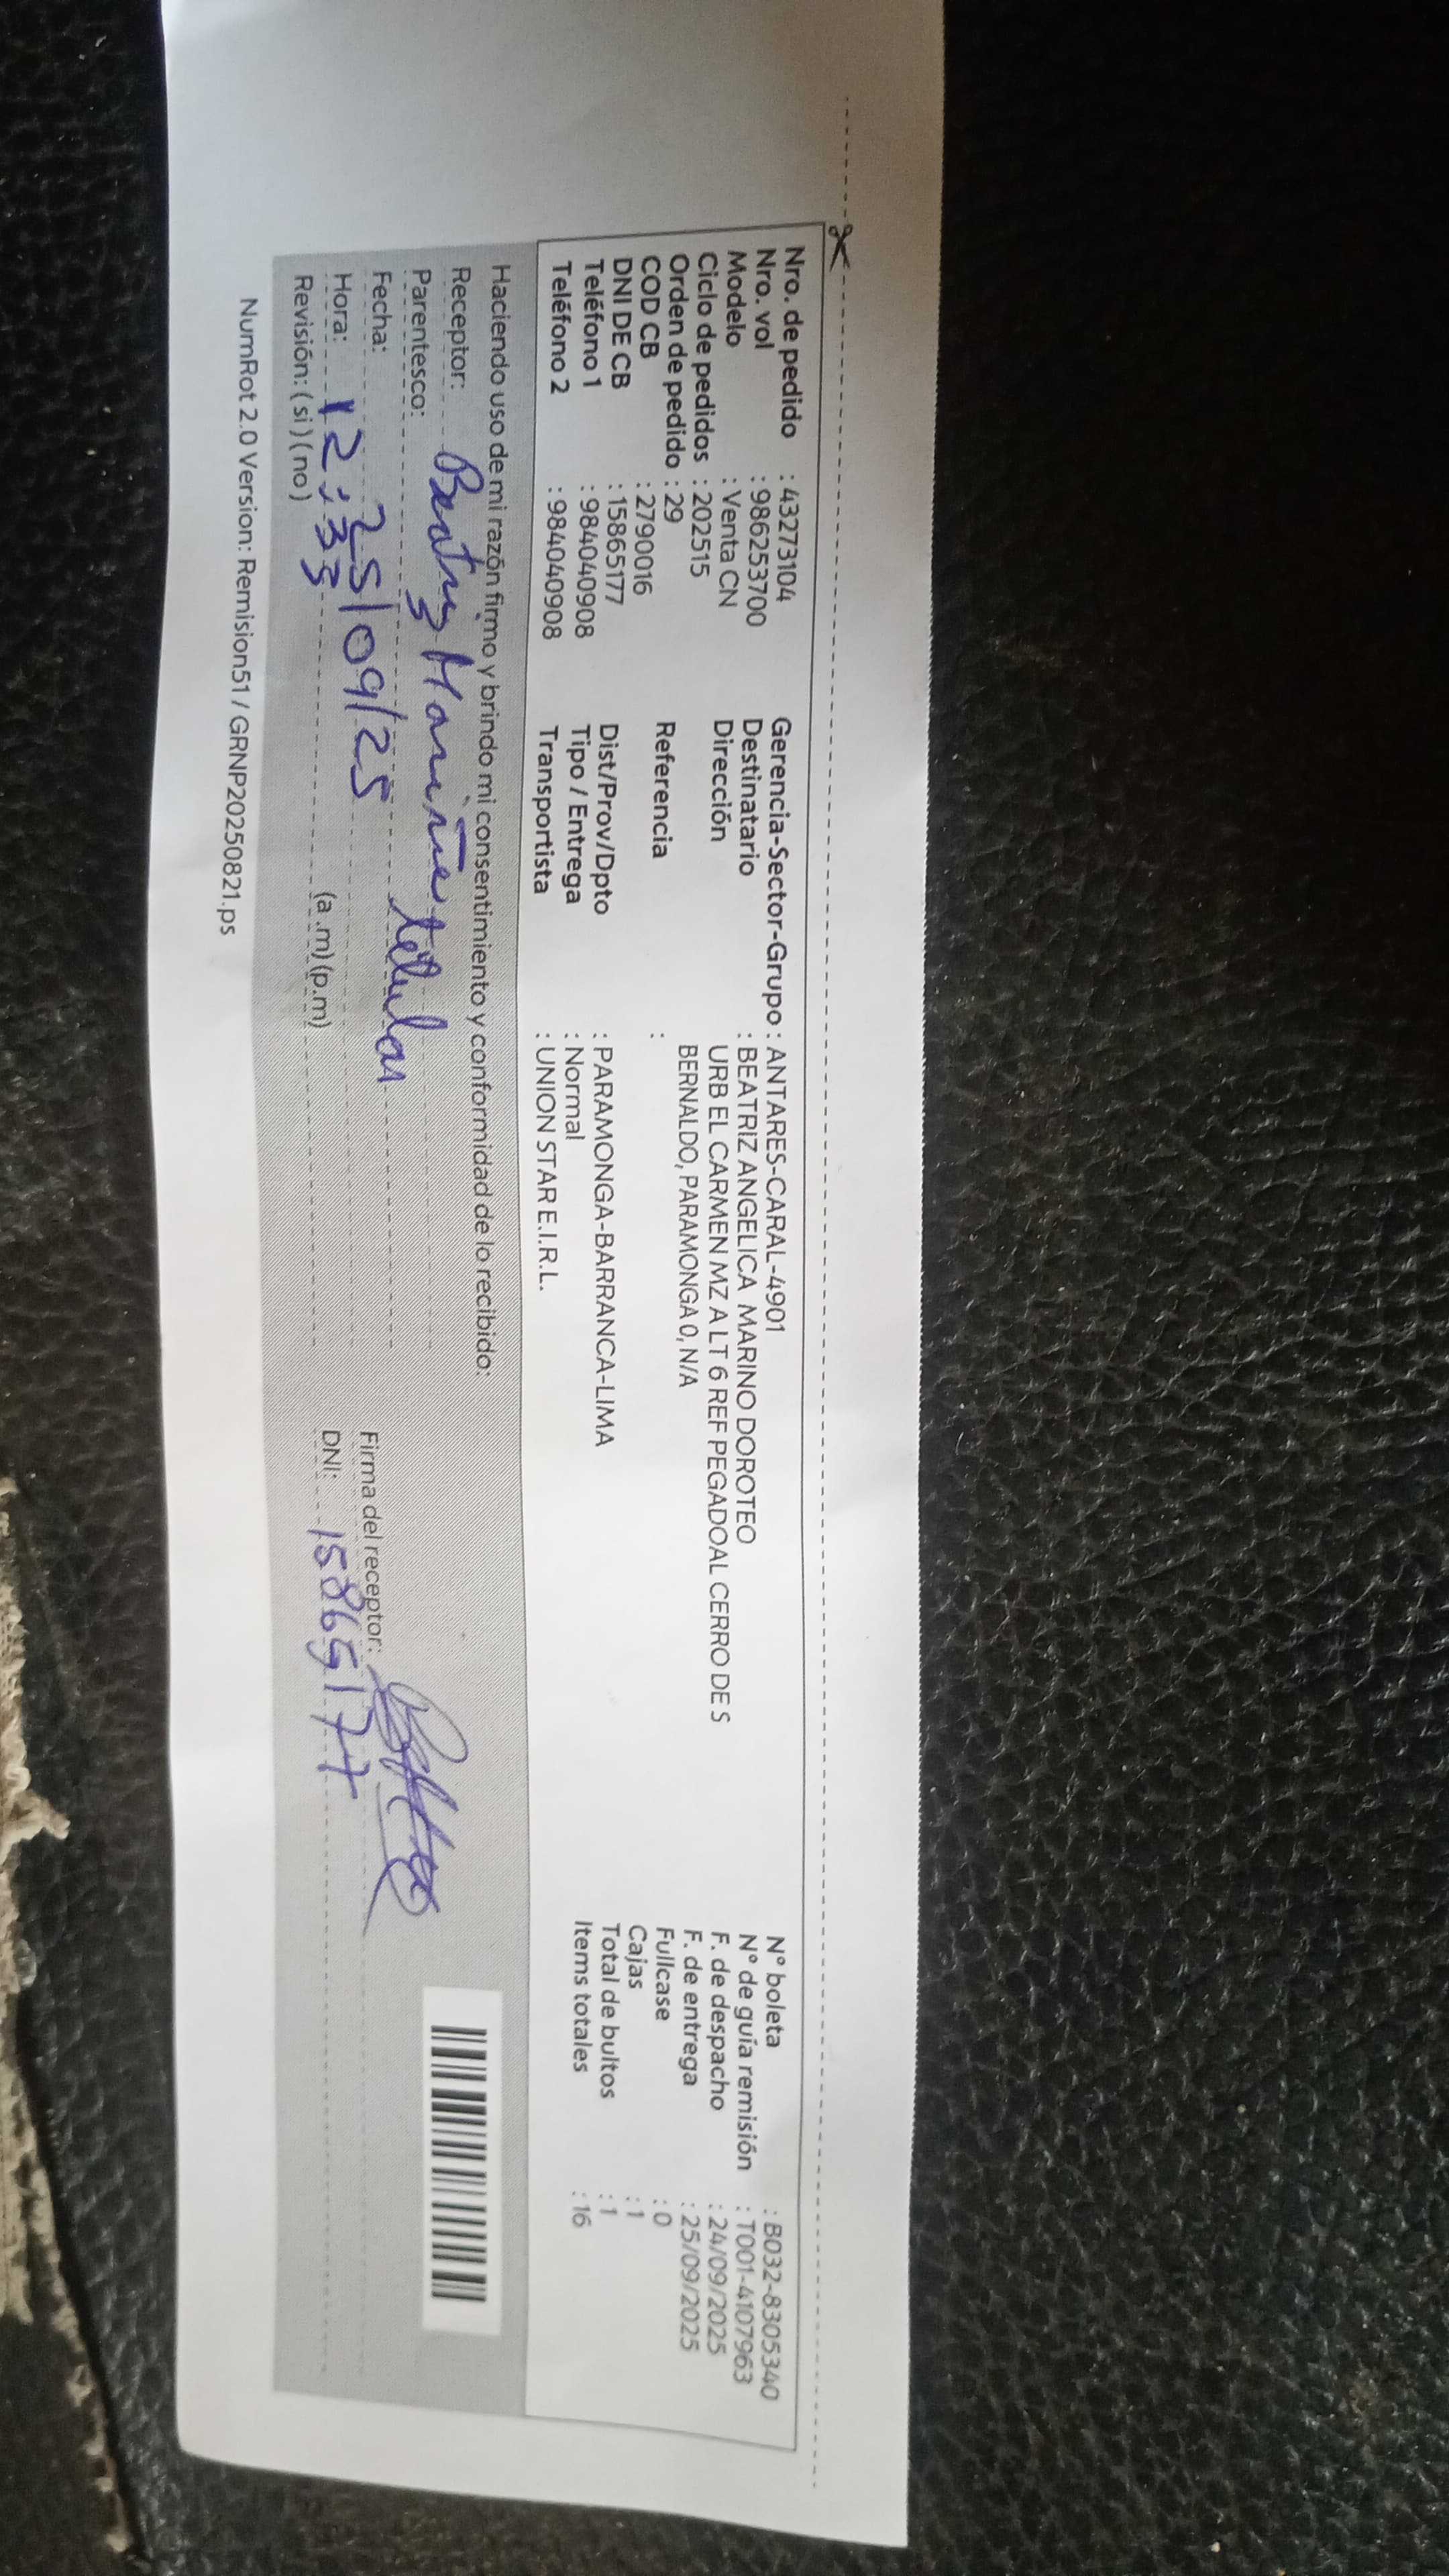 Nro. de pedido : 43273104
Nro. vol : 986253700
Modelo : Venta CN
Ciclo de pedidos : 202515
Orden de pedido : 29
COD CB : 2790016
DNI DE CB : 15865177
Teléfono 1 : 984040908
Teléfono 2 : 984040908
Gerencia-Sector-Grupo : ANTARES-CARAL-4901
Destinatario : BEATRIZ ANGELICA MARINO DOROTEO
Dirección URB EL CARMEN MZ A LT 6 REF PEGADOAL CERRO DE S
BERNALDO, PARAMONGA 0, N/A
Referencia :
Dist/Prov/Dpto : PARAMONGA-BARRANCA-LIMA
Tipo / Entrega : Normal
Transportista : UNION STAR E.I.R.L.
N° boleta : B032-8305340
N° de guía remisión : T001-4107963
F. de despacho : 24/09/2025
F. de entrega : 25/09/2025
Fullcase : 0
Cajas : 1
Total de bultos : 1
Items totales : 16
Haciendo uso de mi razón firmo y brindo mi consentimiento y conformidad de lo recibido:
Receptor: Beatriz Mariño
Parentesco: titular
Fecha: 25/09/25
Hora: 12:33 (a.m) (p.m)
Revisión: ( si ) ( no )
Firma del receptor:
DNI: 15865177
NumRot 2.0 Version: Remision51 / GRNP20250821.ps